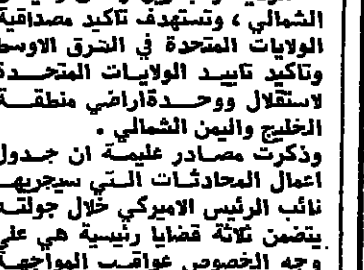 الشمالي ، وتستهدف تأكيد مصداقية
الولايات المتحدة في الشرق الاوسط
وتأكيد تاييد الولايات المتحدة
لاستقلال ووحدة اراضي منطقة
الخليج واليمن الشمالي .
وذكرت مصادر عليمة ان جدول
اعمال المحادثات التي سيجريها
نائب الرئيس الاميركي خلال جولته
يتضمن ثلاثة قضايا رئيسية هي على
وجه الخصوص عواقب المواجهة